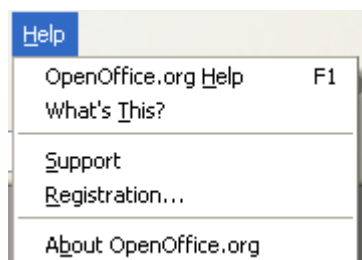 Help
OpenOffice.org Help F1
What's This?
Support
Registration...
About OpenOffice.org